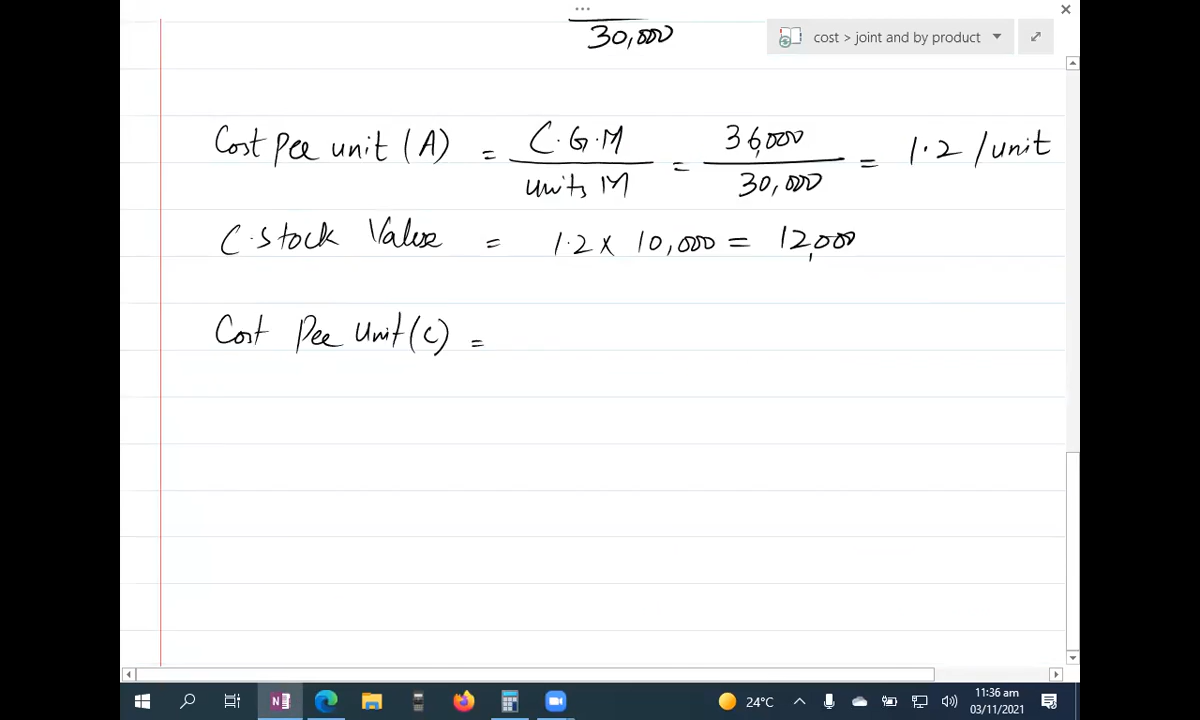 30,000
cost > joint and by product
Cost Per unit (A) = C.G.M / units M = 36,000 / 30,000 = 1.2 /unit
C.Stock Value = 1.2 x 10,000 = 12,000
Cost Per Unit (C) =
24°C
11:36 am
03/11/2021